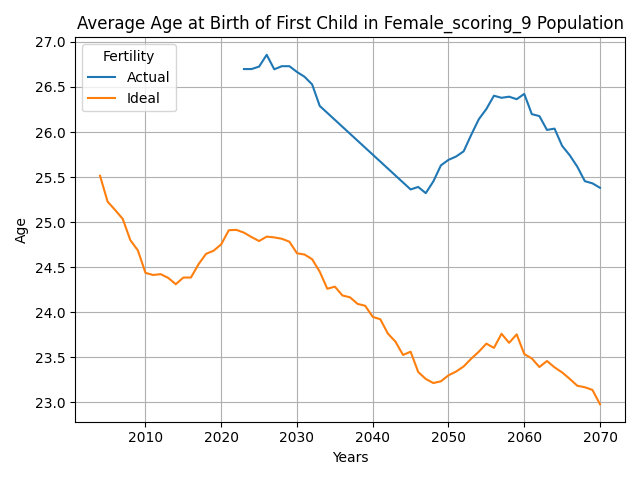 Average Age at Birth of First Child in Female_scoring_9 Population
27.0
26.5
26.0
25.5
25.0
24.5
24.0
23.5
23.0
Age
Fertility
Actual
Ideal
2010 2020 2030 2040 2050 2060 2070
Years